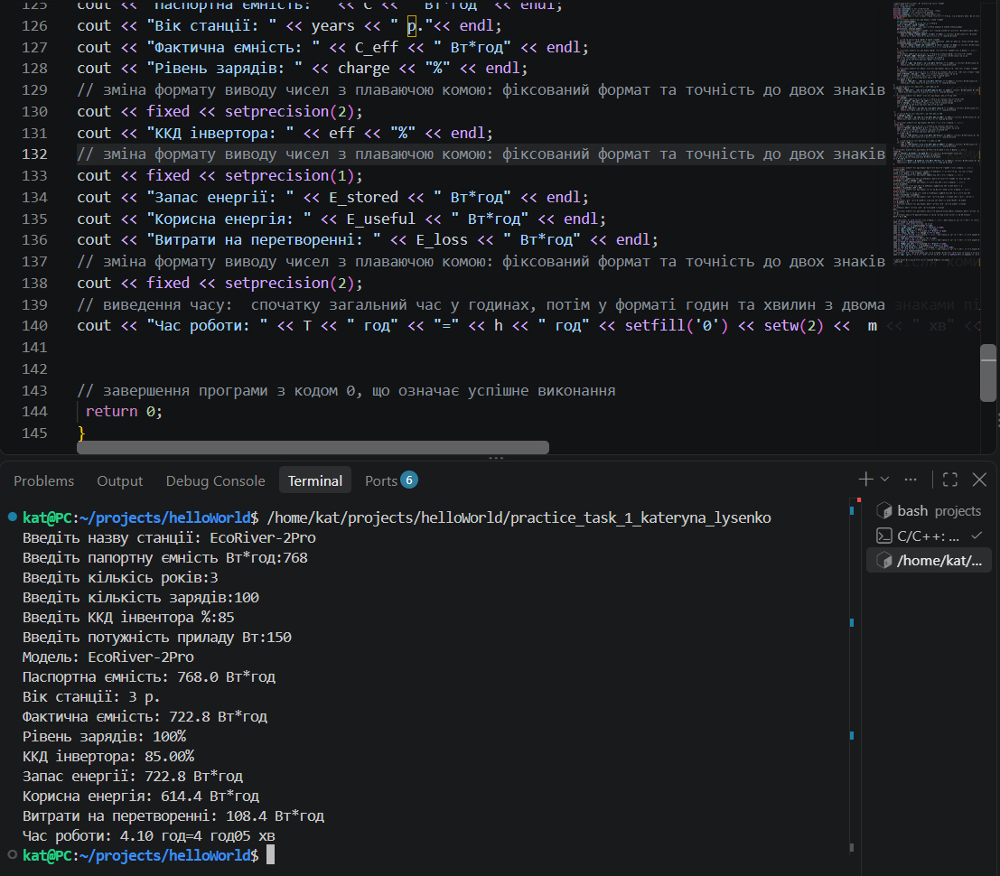 125 cout << "Паспортна ємність: " << C << " Вт*год" << endl;
126 cout << "Вік станції: " << years << " р."<< endl;
127 cout << "Фактична ємність: " << C_eff << " Вт*год" << endl;
128 cout << "Рівень зарядів: " << charge << "%" << endl;
129 // зміна формату виводу чисел з плаваючою комою: фіксований формат та точність до двох знаків
130 cout << fixed << setprecision(2);
131 cout << "ККД інвертора: " << eff << "%" << endl;
132 // зміна формату виводу чисел з плаваючою комою: фіксований формат та точність до двох знаків
133 cout << fixed << setprecision(1);
134 cout << "Запас енергії: " << E_stored << " Вт*год" << endl;
135 cout << "Корисна енергія: " << E_useful << " Вт*год" << endl;
136 cout << "Витрати на перетворенні: " << E_loss << " Вт*год" << endl;
137 // зміна формату виводу чисел з плаваючою комою: фіксований формат та точність до двох знаків
138 cout << fixed << setprecision(2);
139 // виведення часу:  спочатку загальний час у годинах, потім у форматі годин та хвилин з двома знаками пі
140 cout << "Час роботи: " << T << " год" << "=" << h << " год" << setfill('0') << setw(2) <<  m << " хв" <<
141
142
143 // завершення програми з кодом 0, що означає успішне виконання
144 return 0;
145 }
Problems Output Debug Console Terminal Ports 6
kat@PC:~/projects/helloWorld$ /home/kat/projects/helloWorld/practice_task_1_kateryna_lysenko
Введіть назву станції: EcoRiver-2Pro
Введіть папортну ємність Вт*год:768
Введіть кількісь років:3
Введіть кількість зарядів:100
Введіть ККД інвентора %:85
Введіть потужність приладу Вт:150
Модель: EcoRiver-2Pro
Паспортна ємність: 768.0 Вт*год
Вік станції: 3 р.
Фактична ємність: 722.8 Вт*год
Рівень зарядів: 100%
ККД інвертора: 85.00%
Запас енергії: 722.8 Вт*год
Корисна енергія: 614.4 Вт*год
Витрати на перетворенні: 108.4 Вт*год
Час роботи: 4.10 год=4 год05 хв
kat@PC:~/projects/helloWorld$
bash projects
C/C++: ...
/home/kat/...